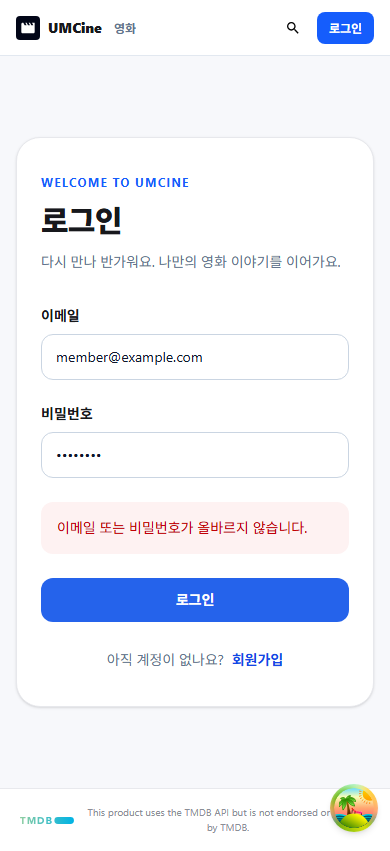 UMCine 영화 로그인
WELCOME TO UMCINE
로그인
다시 만나 반가워요. 나만의 영화 이야기를 이어가요.
이메일
member@example.com
비밀번호
••••••••
이메일 또는 비밀번호가 올바르지 않습니다.
로그인
아직 계정이 없나요? 회원가입
TMDB
This product uses the TMDB API but is not endorsed or
by TMDB.